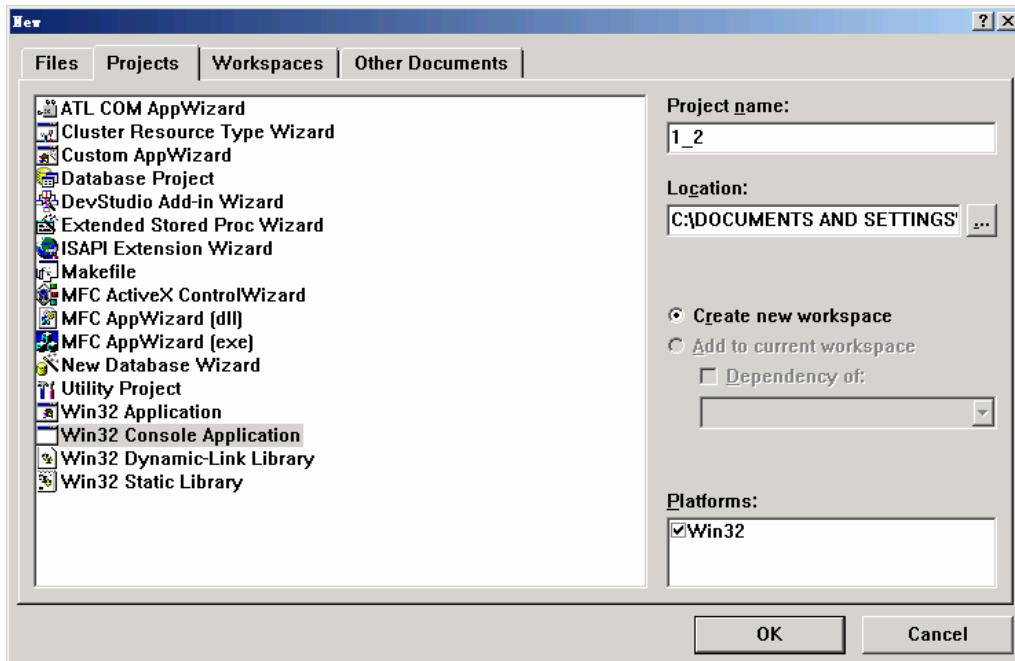 New
Files Projects Workspaces Other Documents
ATL COM AppWizard
Cluster Resource Type Wizard
Custom AppWizard
Database Project
DevStudio Add-in Wizard
Extended Stored Proc Wizard
ISAPI Extension Wizard
Makefile
MFC ActiveX ControlWizard
MFC AppWizard (dll)
MFC AppWizard (exe)
New Database Wizard
Utility Project
Win32 Application
Win32 Console Application
Win32 Dynamic-Link Library
Win32 Static Library
Project name:
1_2
Location:
C:\DOCUMENTS AND SETTINGS\
...
Create new workspace
Add to current workspace
Dependency of:
Platforms:
Win32
OK Cancel